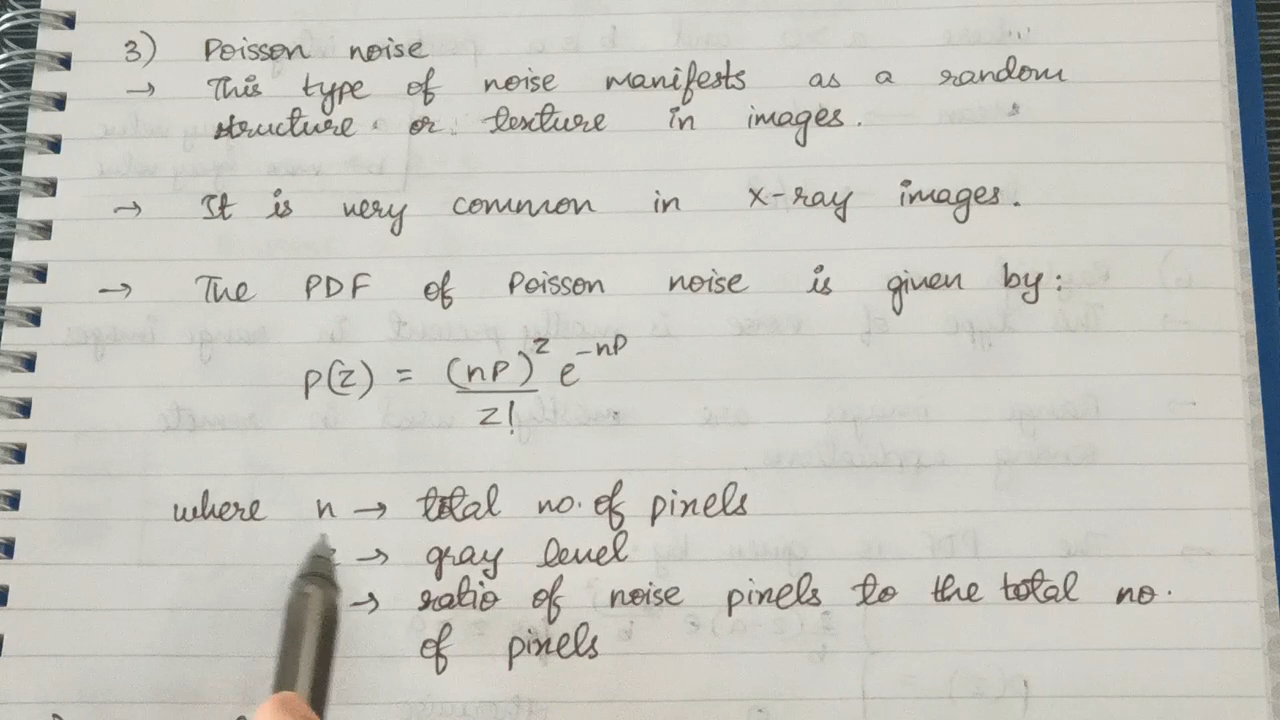 3) Poisson noise
→ This type of noise manifests as a random
structure or texture in images.
→ It is very common in x-ray images.
→ The PDF of Poisson noise is given by:
p(z) = (np)^z e^-np / z!
where n → total no. of pixels
→ gray level
→ ratio of noise pixels to the total no.
of pixels